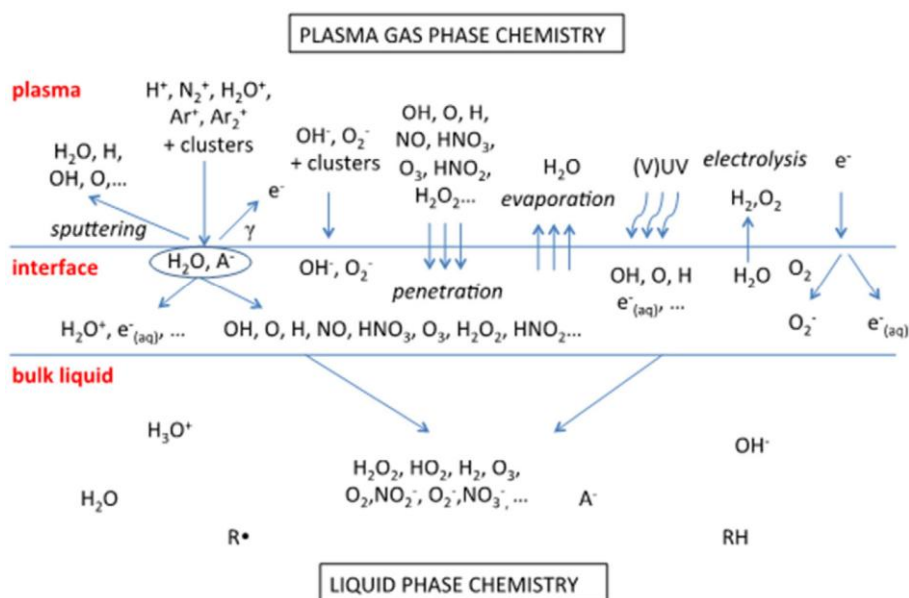 PLASMA GAS PHASE CHEMISTRY
plasma
H⁺, N₂⁺, H₂O⁺,
Ar⁺, Ar₂⁺
+ clusters
H₂O, H,
OH, O,...
sputtering
e⁻
γ
OH⁻, O₂⁻
+ clusters
OH, O, H,
NO, HNO₃,
O₃, HNO₂,
H₂O₂...
H₂O
evaporation
(V)UV
electrolysis
H₂,O₂
e⁻
interface
H₂O, A⁻
OH⁻, O₂⁻
penetration
OH, O, H
e⁻(aq), ...
H₂O
O₂
O₂⁻
e⁻(aq)
H₂O⁺, e⁻(aq), ...
OH, O, H, NO, HNO₃, O₃, H₂O₂, HNO₂...
bulk liquid
H₃O⁺
OH⁻
H₂O₂, HO₂, H₂, O₃,
O₂,NO₂⁻, O₂⁻,NO₃⁻, ...
H₂O
A⁻
R•
RH
LIQUID PHASE CHEMISTRY